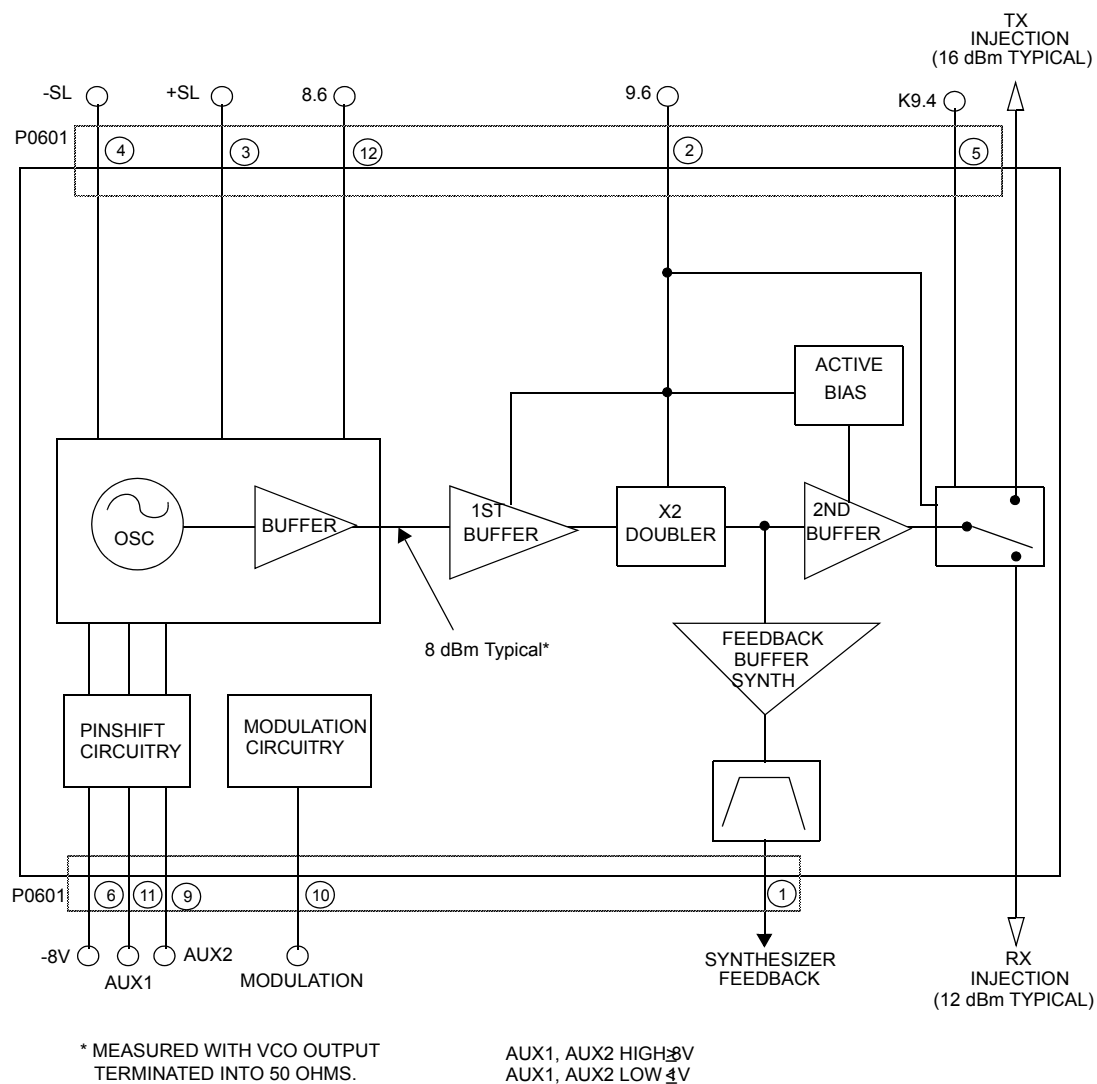 TX
INJECTION
(16 dBm TYPICAL)
-SL
+SL
8.6
9.6
K9.4
P0601
4
3
12
2
5
ACTIVE
BIAS
OSC
BUFFER
1ST
BUFFER
X2
DOUBLER
2ND
BUFFER
8 dBm Typical*
FEEDBACK
BUFFER
SYNTH
PINSHIFT
CIRCUITRY
MODULATION
CIRCUITRY
P0601
6
11
9
10
1
-8V
AUX1
AUX2
MODULATION
SYNTHESIZER
FEEDBACK
RX
INJECTION
(12 dBm TYPICAL)
* MEASURED WITH VCO OUTPUT
TERMINATED INTO 50 OHMS.
AUX1, AUX2 HIGH ≥8V
AUX1, AUX2 LOW ≤1V